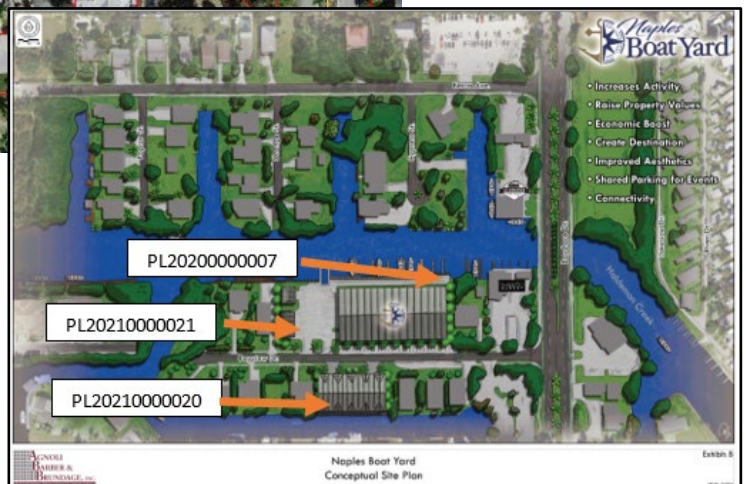 Naples
Boat Yard
• Increases Activity
• Raise Property Values
• Economic Boost
• Create Destination
• Improved Aesthetics
• Shared Parking for Events
• Connectivity
PL20200000007
PL20210000021
PL20210000020
Haldeman Creek
AGNOLI
BARBER &
BRUNDAGE, INC.
Naples Boat Yard
Conceptual Site Plan
Exhibit B